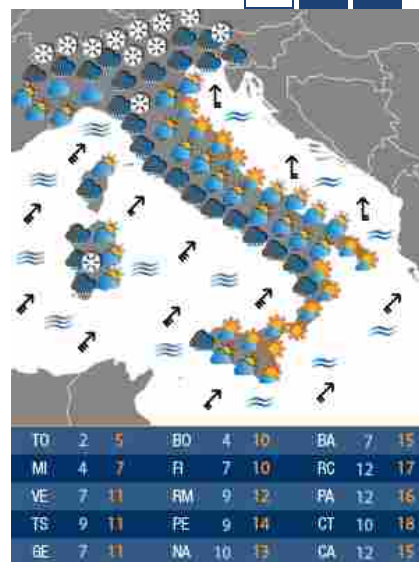 TO 2 5 BO 4 10 BA 7 15
MI 4 7 FI 7 10 RC 12 17
VE 7 11 RM 9 12 PA 12 16
TS 9 11 PE 9 14 CT 10 18
GE 7 11 NA 10 13 CA 12 15